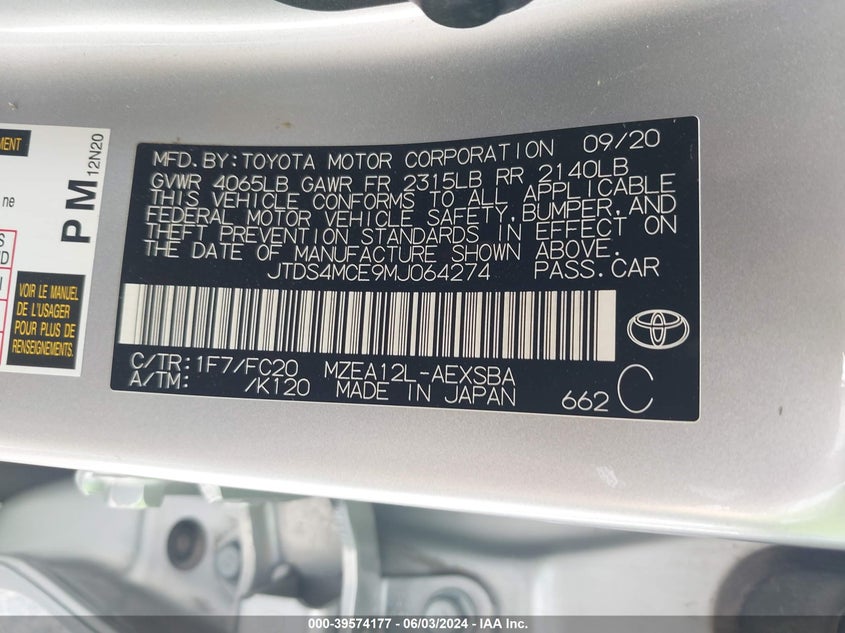 MENT
PM 12N20
ne
S
D
I
VOIR LE MANUEL
DE L'USAGER
POUR PLUS DE
RENSEIGNEMENTS.
MFD.BY:TOYOTA MOTOR CORPORATION 09/20
GVWR 4065LB GAWR FR 2315LB RR 2140LB
THIS VEHICLE CONFORMS TO ALL APPLICABLE
FEDERAL MOTOR VEHICLE SAFETY,BUMPER,AND
THEFT PREVENTION STANDARDS IN EFFECT ON
THE DATE OF MANUFACTURE SHOWN ABOVE.
JTDS4MCE9MJ064274 PASS.CAR
C/TR:1F7/FC20 MZEA12L-AEXSBA
A/TM: /K120 MADE IN JAPAN
662 C
000-39574177 - 06/03/2024 - IAA Inc.